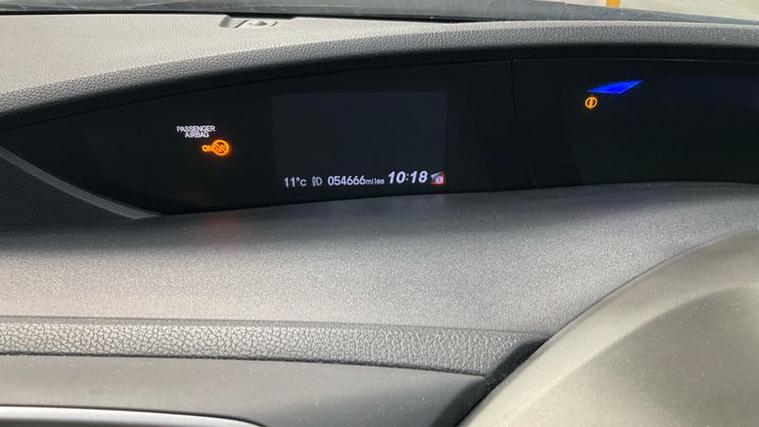 PASSENGER
AIRBAG
ON
11°c 054666miles 10:18